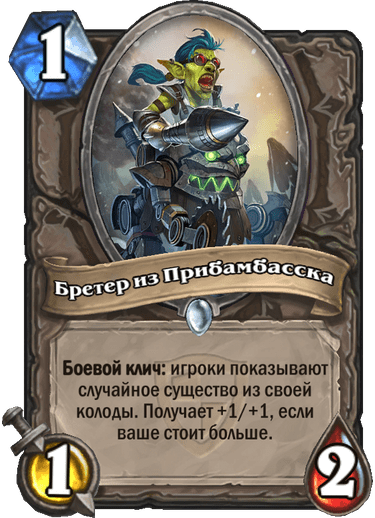 1
Бретер из Прибамбасска
Боевой клич: игроки показывают
случайное существо из своей
колоды. Получает +1/+1, если
ваше стоит больше.
1
2